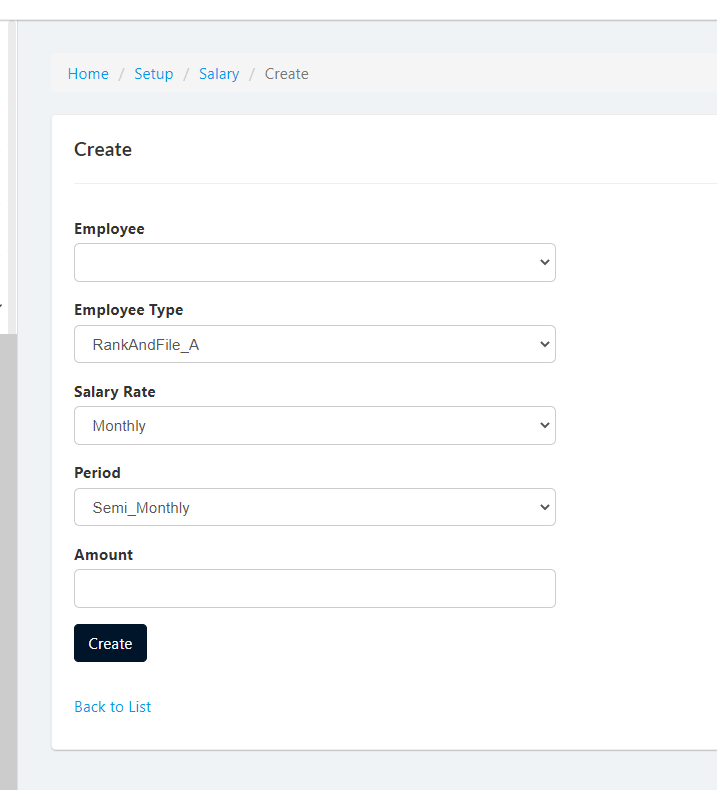 Home / Setup / Salary / Create
Create
Employee
Employee Type
RankAndFile_A
Salary Rate
Monthly
Period
Semi_Monthly
Amount
Create
Back to List